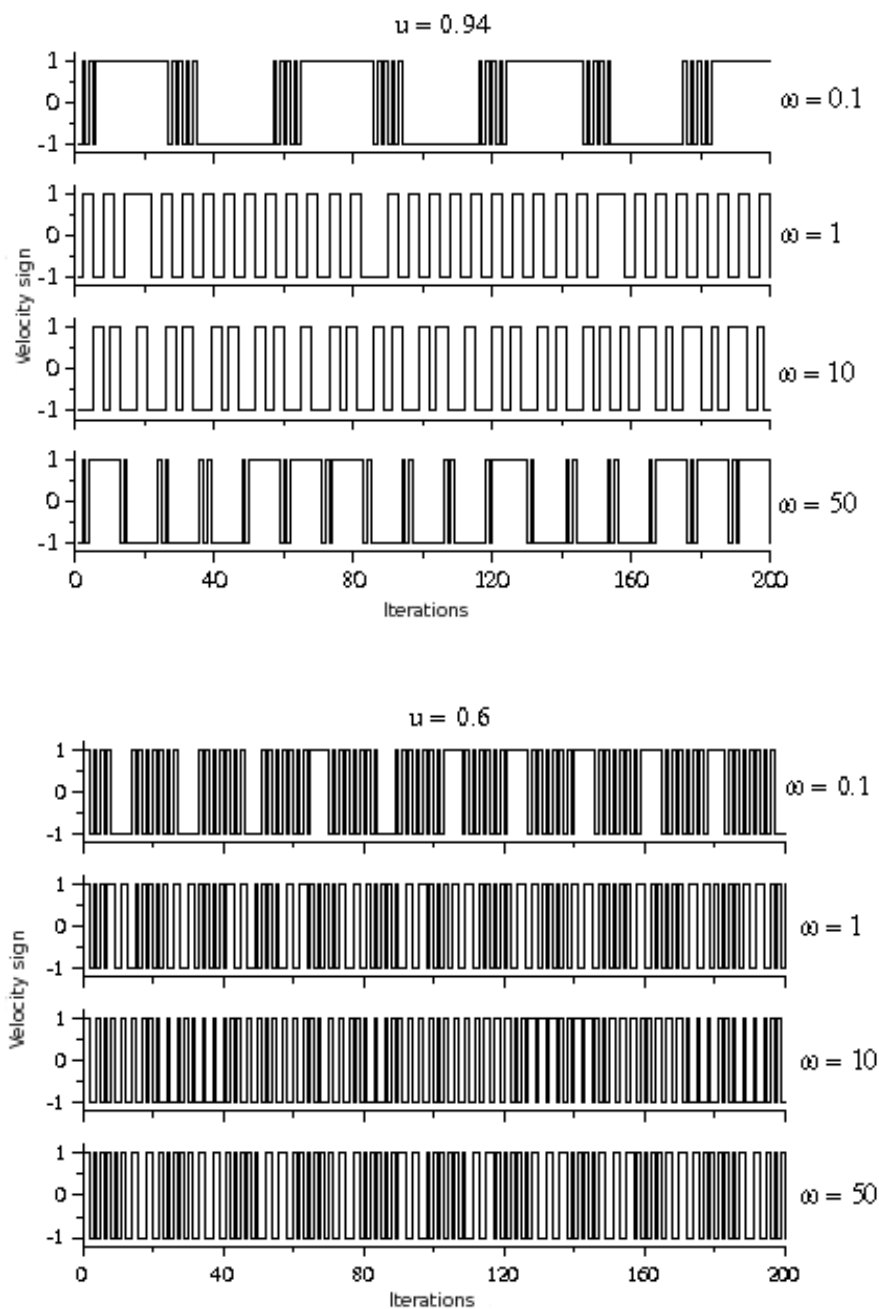 u = 0.94
1
0
-1
ω = 0.1
1
0
-1
ω = 1
Velocity sign
1
0
-1
ω = 10
1
0
-1
ω = 50
0 40 80 120 160 200
Iterations
u = 0.6
1
0
-1
ω = 0.1
1
0
-1
ω = 1
Velocity sign
1
0
-1
ω = 10
1
0
-1
ω = 50
0 40 80 120 160 200
Iterations